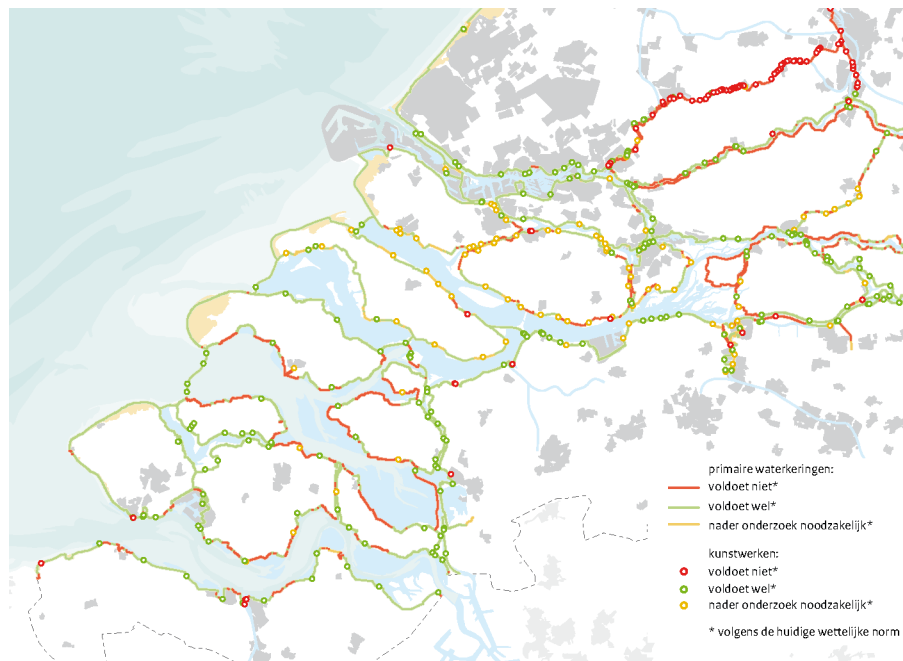 primaire waterkeringen:
voldoet niet*
voldoet wel*
nader onderzoek noodzakelijk*
kunstwerken:
voldoet niet*
voldoet wel*
nader onderzoek noodzakelijk*
* volgens de huidige wettelijke norm